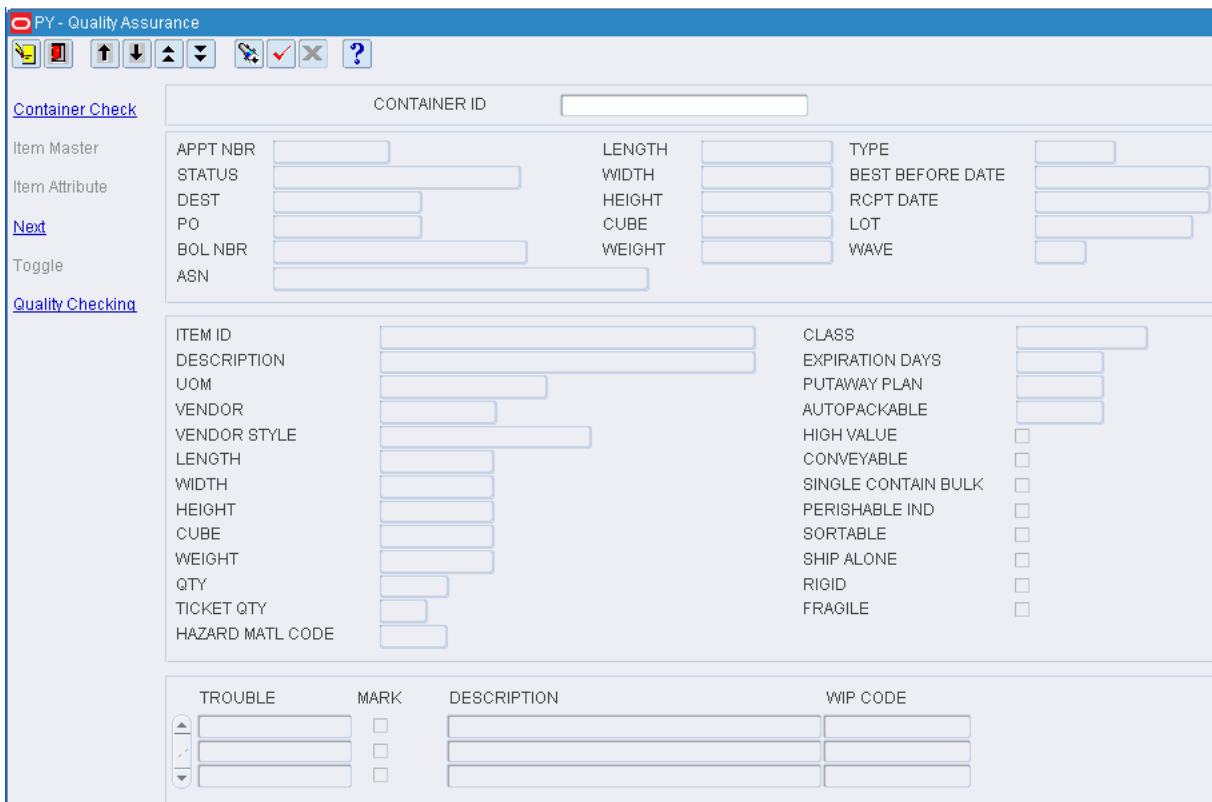 PY - Quality Assurance
?
Container Check
Item Master
Item Attribute
Next
Toggle
Quality Checking
CONTAINER ID
APPT NBR LENGTH TYPE
STATUS WIDTH BEST BEFORE DATE
DEST HEIGHT RCPT DATE
PO CUBE LOT
BOL NBR WEIGHT WAVE
ASN
ITEM ID CLASS
DESCRIPTION EXPIRATION DAYS
UOM PUTAWAY PLAN
VENDOR AUTOPACKABLE
VENDOR STYLE HIGH VALUE
LENGTH CONVEYABLE
WIDTH SINGLE CONTAIN BULK
HEIGHT PERISHABLE IND
CUBE SORTABLE
WEIGHT SHIP ALONE
QTY RIGID
TICKET QTY FRAGILE
HAZARD MATL CODE
TROUBLE MARK DESCRIPTION WIP CODE